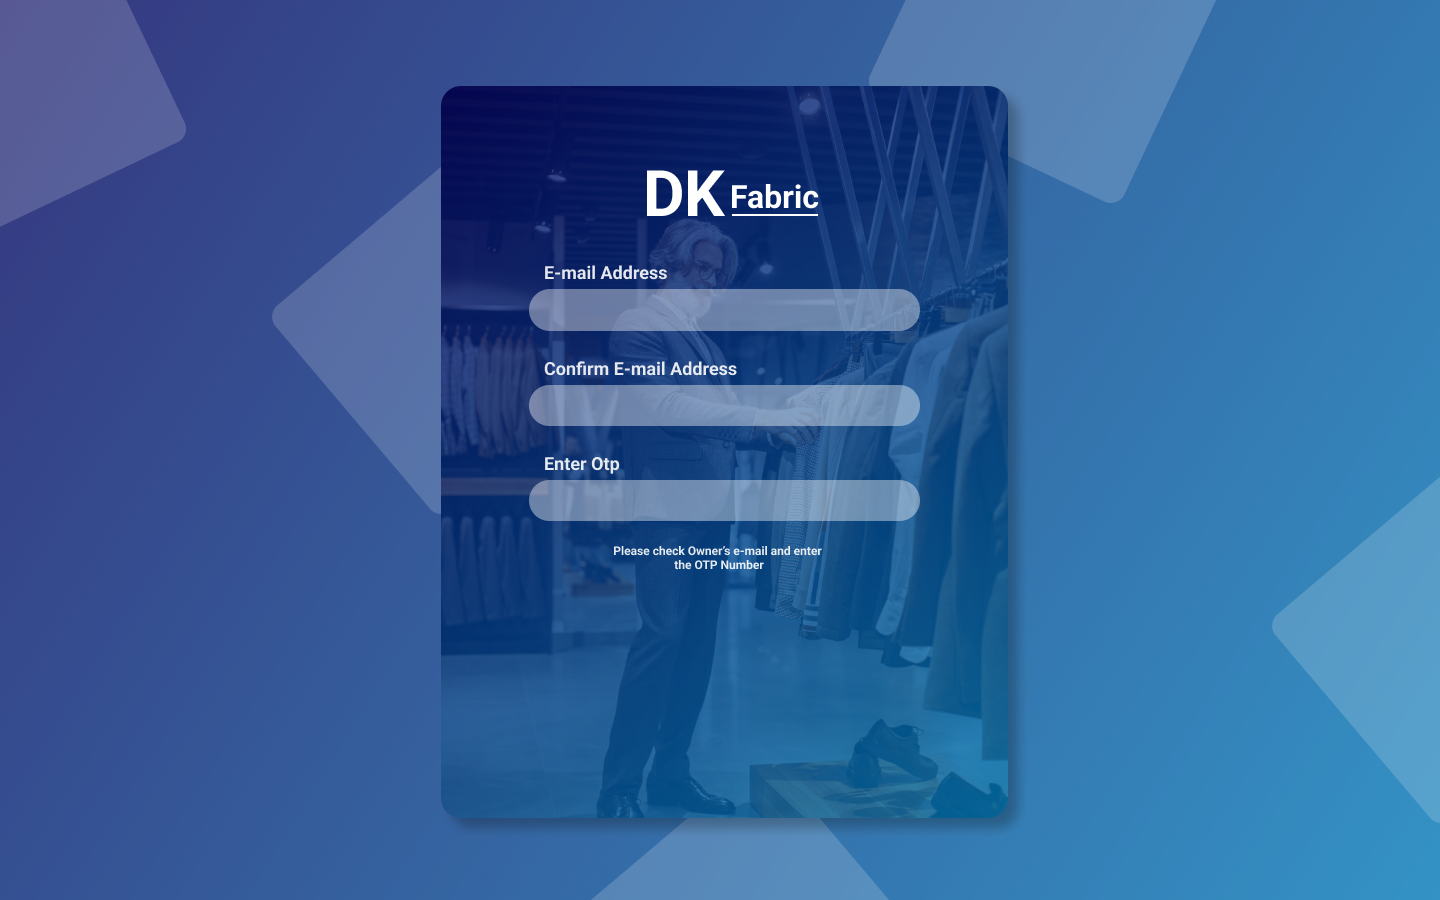 DK Fabric
E-mail Address
Confirm E-mail Address
Enter Otp
Please check Owner's e-mail and enter
the OTP Number